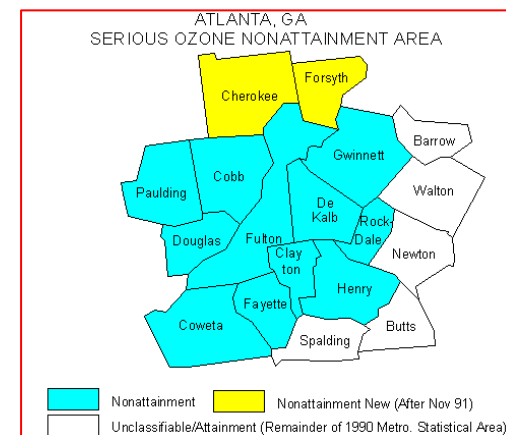 ATLANTA, GA
SERIOUS OZONE NONATTAINMENT AREA
Forsyth
Cherokee
Barrow
Gwinnett
Cobb
Paulding
Walton
De
Kalb
Rock-
Dale
Douglas
Fulton
Clay
ton
Newton
Henry
Fayette
Coweta
Butts
Spalding
Nonattainment
Nonattainment New (After Nov 91)
Unclassifiable/Attainment (Remainder of 1990 Metro. Statistical Area)